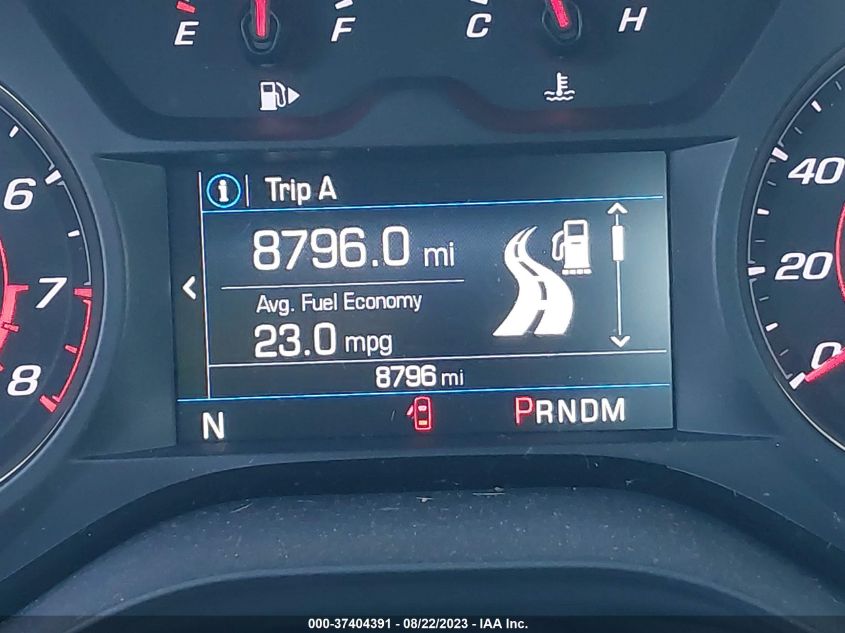 E F C H
6
7
8
Trip A
8796.0 mi
Avg. Fuel Economy
23.0 mpg
8796 mi
N PRNDM
40
20
0
000-37404391 - 08/22/2023 - IAA Inc.